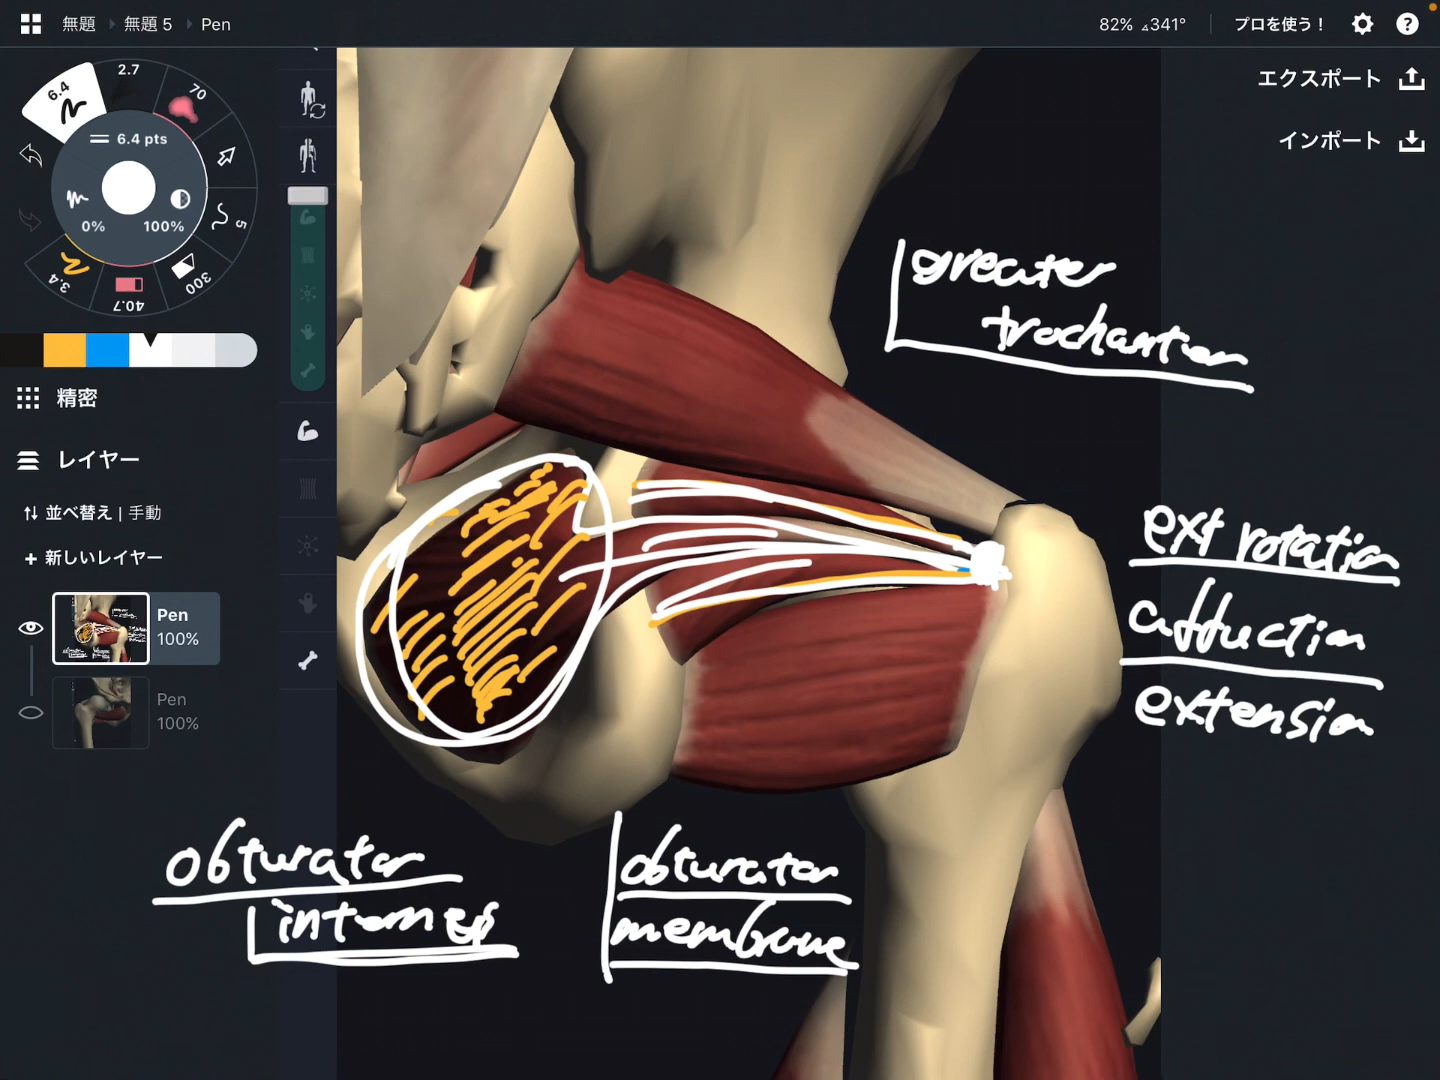 無題 無題 5 Pen
82% ⦟341°
プロを使う！
エクスポート
インポート
6.4
2.7
70
5
300
40.7
3.4
6.4 pts
0% 100%
精密
レイヤー
並べ替え | 手動
+ 新しいレイヤー
Pen
100%
Pen
100%
greater
trochanter
ext rotation
adduction
extension
obturator
internus
obturator
membrane